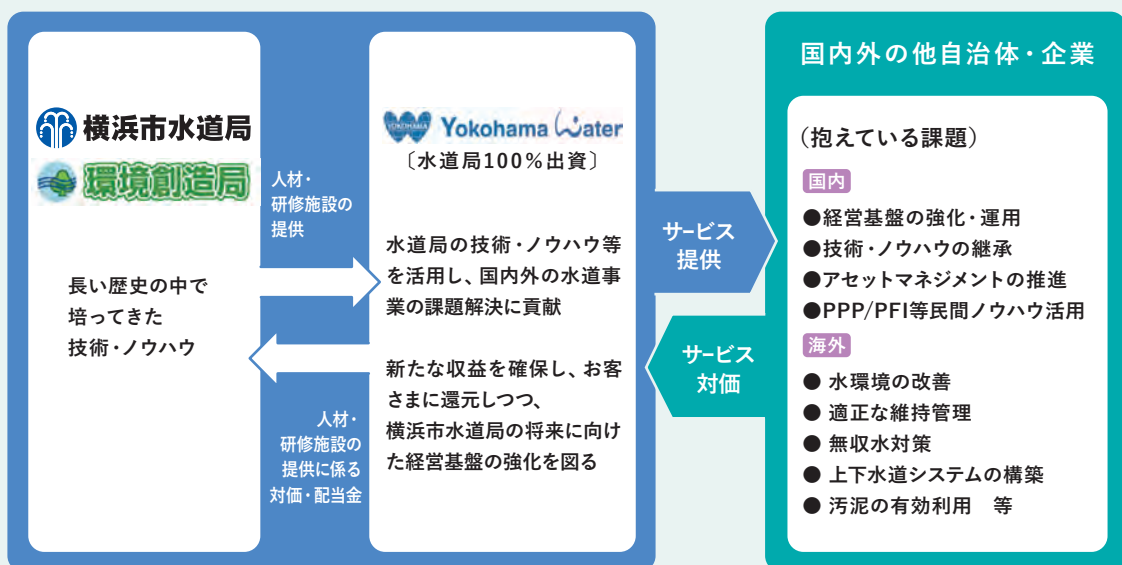 横浜市水道局
環境創造局
長い歴史の中で
培ってきた
技術・ノウハウ
人材・
研修施設の
提供
人材・
研修施設の
提供に係る
対価・配当金
YOKOHAMA Yokohama Water
〔水道局100%出資〕
水道局の技術・ノウハウ等
を活用し、国内外の水道事
業の課題解決に貢献
新たな収益を確保し、お客
さまに還元しつつ、
横浜市水道局の将来に向け
た経営基盤の強化を図る
サービス
提供
サービス
対価
国内外の他自治体・企業
（抱えている課題）
国内
●経営基盤の強化・運用
●技術・ノウハウの継承
●アセットマネジメントの推進
●PPP/PFI等民間ノウハウ活用
海外
● 水環境の改善
● 適正な維持管理
● 無収水対策
● 上下水道システムの構築
● 汚泥の有効利用　等